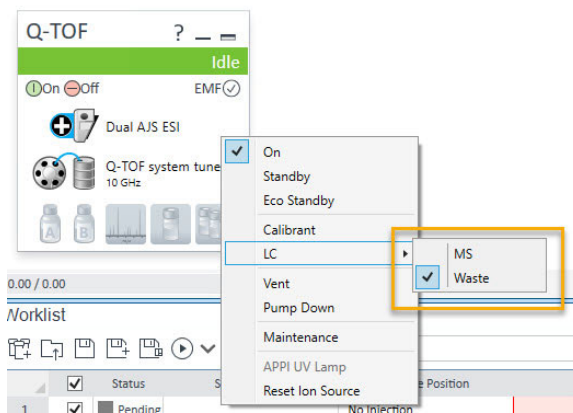 Q-TOF ?
Idle
On Off EMF
Dual AJS ESI
Q-TOF system tune
10 GHz
A B
On
Standby
Eco Standby
Calibrant
LC
MS
Waste
Vent
Pump Down
Maintenance
APPI UV Lamp
Reset Ion Source
0.00 / 0.00
Worklist
Status S e Position
1 Pending No Injection